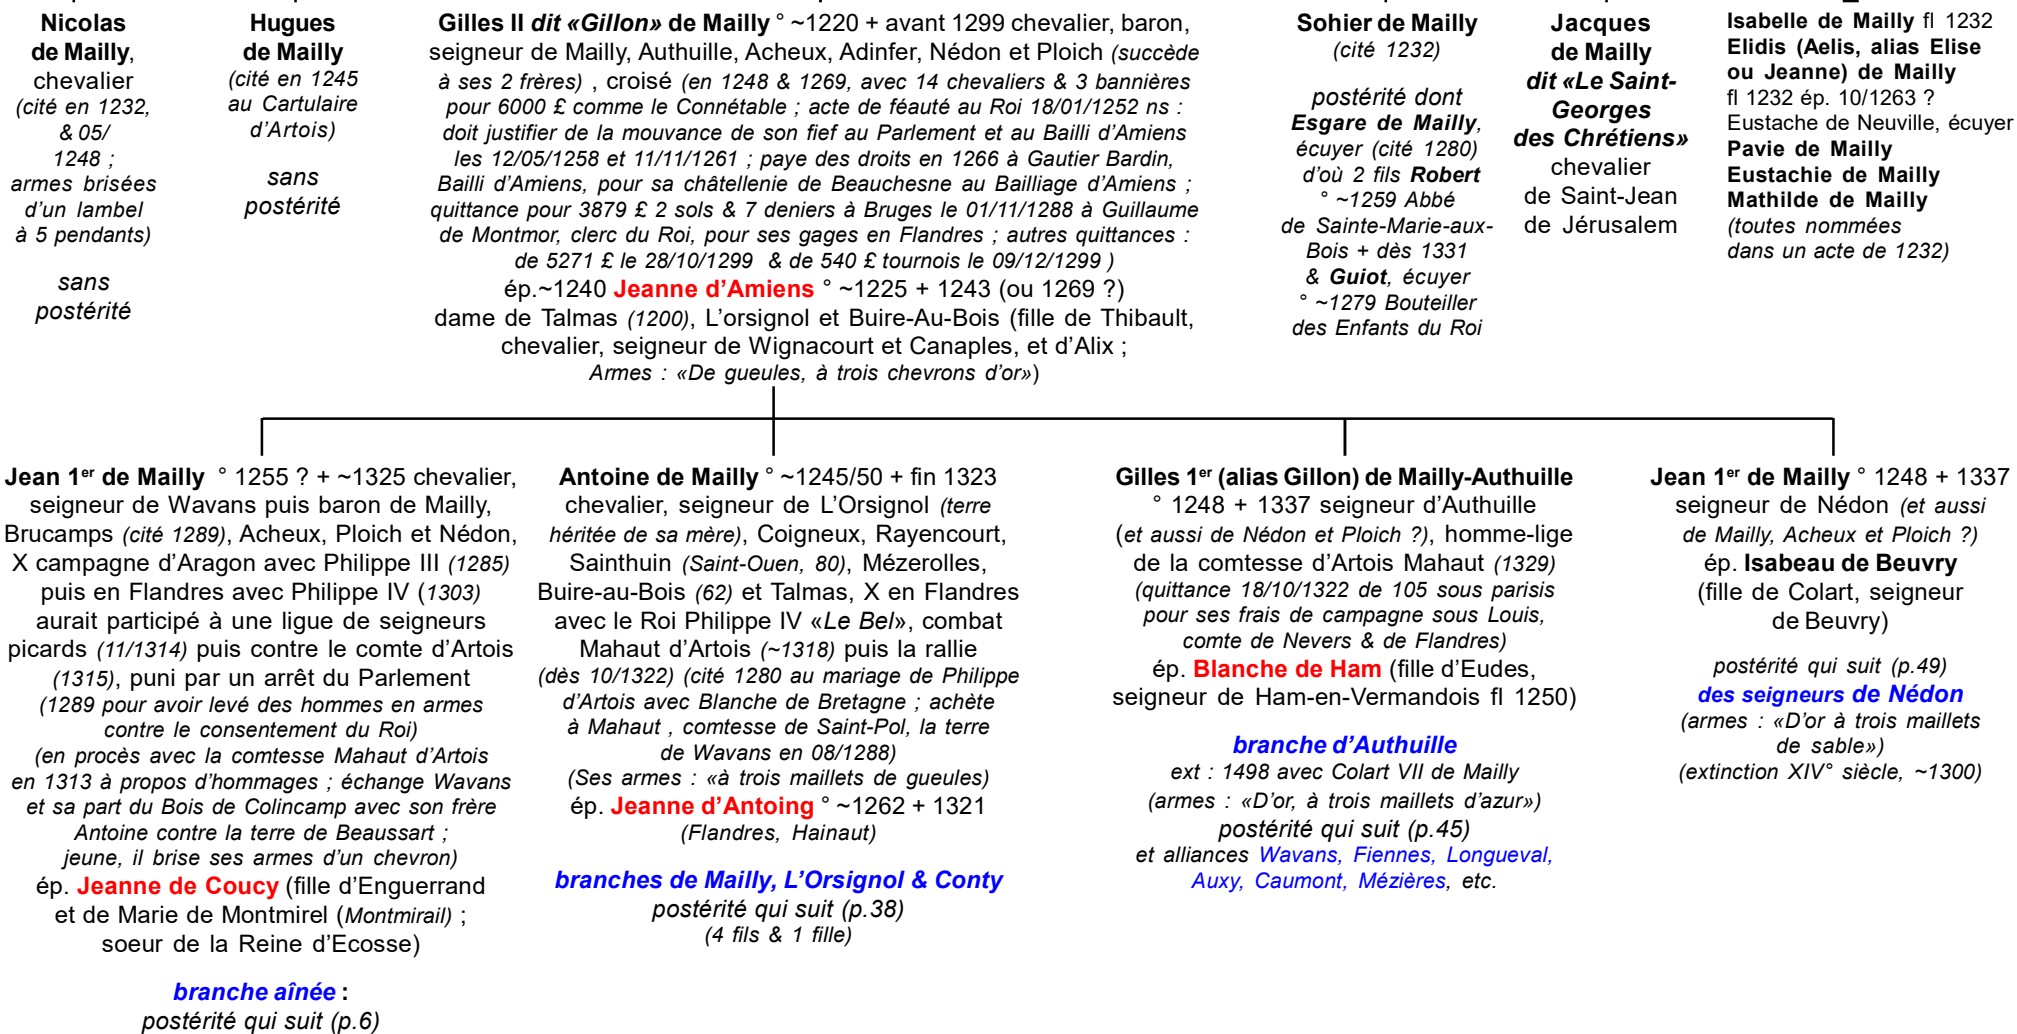 Nicolas
de Mailly,
chevalier
(cité en 1232,
& 05/
1248 ;
armes brisées
d'un lambel
à 5 pendants)
sans
postérité
Hugues
de Mailly
(cité en 1245
au Cartulaire
d'Artois)
sans
postérité
Gilles II dit «Gillon» de Mailly ° ~1220 + avant 1299 chevalier, baron,
seigneur de Mailly, Authuille, Acheux, Adinfer, Nédon et Ploich (succède
à ses 2 frères) , croisé (en 1248 & 1269, avec 14 chevaliers & 3 bannières
pour 6000 £ comme le Connétable ; acte de féauté au Roi 18/01/1252 ns :
doit justifier de la mouvance de son fief au Parlement et au Bailli d'Amiens
les 12/05/1258 et 11/11/1261 ; paye des droits en 1266 à Gautier Bardin,
Bailli d'Amiens, pour sa châtellenie de Beauchesne au Bailliage d'Amiens ;
quittance pour 3879 £ 2 sols & 7 deniers à Bruges le 01/11/1288 à Guillaume
de Montmor, clerc du Roi, pour ses gages en Flandres ; autres quittances :
de 5271 £ le 28/10/1299 & de 540 £ tournois le 09/12/1299 )
ép.~1240 Jeanne d'Amiens ° ~1225 + 1243 (ou 1269 ?)
dame de Talmas (1200), L'orsignol et Buire-Au-Bois (fille de Thibault,
chevalier, seigneur de Wignacourt et Canaples, et d'Alix ;
Armes : «De gueules, à trois chevrons d'or»)
Sohier de Mailly
(cité 1232)
postérité dont
Esgare de Mailly,
écuyer (cité 1280)
d'où 2 fils Robert
° ~1259 Abbé
de Sainte-Marie-aux-
Bois + dès 1331
& Guiot, écuyer
° ~1279 Bouteiller
des Enfants du Roi
Jacques
de Mailly
dit «Le Saint-
Georges
des Chrétiens»
chevalier
de Saint-Jean
de Jérusalem
Isabelle de Mailly fl 1232
Elidis (Aelis, alias Elise
ou Jeanne) de Mailly
fl 1232 ép. 10/1263 ?
Eustache de Neuville, écuyer
Pavie de Mailly
Eustachie de Mailly
Mathilde de Mailly
(toutes nommées
dans un acte de 1232)
Jean 1er de Mailly ° 1255 ? + ~1325 chevalier,
seigneur de Wavans puis baron de Mailly,
Brucamps (cité 1289), Acheux, Ploich et Nédon,
X campagne d'Aragon avec Philippe III (1285)
puis en Flandres avec Philippe IV (1303)
aurait participé à une ligue de seigneurs
picards (11/1314) puis contre le comte d'Artois
(1315), puni par un arrêt du Parlement
(1289 pour avoir levé des hommes en armes
contre le consentement du Roi)
(en procès avec la comtesse Mahaut d'Artois
en 1313 à propos d'hommages ; échange Wavans
et sa part du Bois de Colincamp avec son frère
Antoine contre la terre de Beaussart ;
jeune, il brise ses armes d'un chevron)
ép. Jeanne de Coucy (fille d'Enguerrand
et de Marie de Montmirel (Montmirail) ;
soeur de la Reine d'Ecosse)
branche aînée :
postérité qui suit (p.6)
Antoine de Mailly ° ~1245/50 + fin 1323
chevalier, seigneur de L'Orsignol (terre
héritée de sa mère), Coigneux, Rayencourt,
Sainthuin (Saint-Ouen, 80), Mézerolles,
Buire-au-Bois (62) et Talmas, X en Flandres
avec le Roi Philippe IV «Le Bel», combat
Mahaut d'Artois (~1318) puis la rallie
(dès 10/1322) (cité 1280 au mariage de Philippe
d'Artois avec Blanche de Bretagne ; achète
à Mahaut , comtesse de Saint-Pol, la terre
de Wavans en 08/1288)
(Ses armes : «à trois maillets de gueules)
ép. Jeanne d'Antoing ° ~1262 + 1321
(Flandres, Hainaut)
branches de Mailly, L'Orsignol & Conty
postérité qui suit (p.38)
(4 fils & 1 fille)
Gilles 1er (alias Gillon) de Mailly-Authuille
° 1248 + 1337 seigneur d'Authuille
(et aussi de Nédon et Ploich ?), homme-lige
de la comtesse d'Artois Mahaut (1329)
(quittance 18/10/1322 de 105 sous parisis
pour ses frais de campagne sous Louis,
comte de Nevers & de Flandres)
ép. Blanche de Ham (fille d'Eudes,
seigneur de Ham-en-Vermandois fl 1250)
branche d'Authuille
ext : 1498 avec Colart VII de Mailly
(armes : «D'or, à trois maillets d'azur»)
postérité qui suit (p.45)
et alliances Wavans, Fiennes, Longueval,
Auxy, Caumont, Mézières, etc.
Jean 1er de Mailly ° 1248 + 1337
seigneur de Nédon (et aussi
de Mailly, Acheux et Ploich ?)
ép. Isabeau de Beuvry
(fille de Colart, seigneur
de Beuvry)
postérité qui suit (p.49)
des seigneurs de Nédon
(armes : «D'or à trois maillets
de sable»)
(extinction XIV° siècle, ~1300)